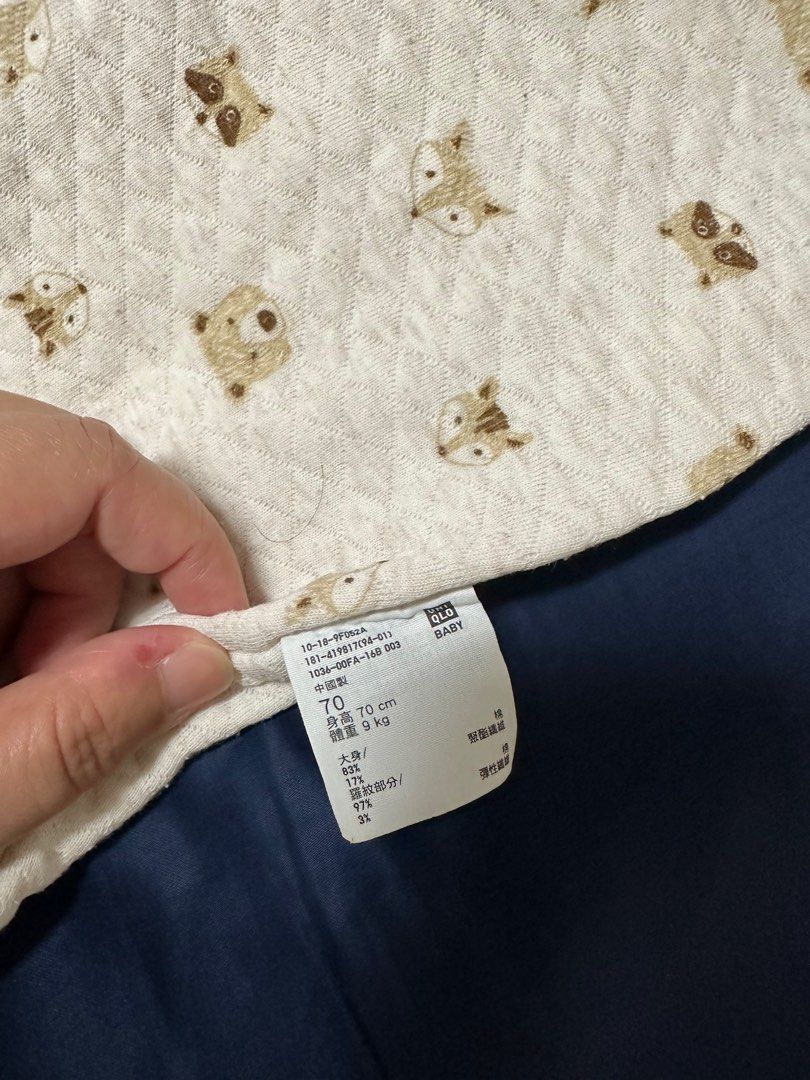 10-18-9F052A
UNI
QLO
BABY
181-419817(94-01)
1036-00FA-16B 003
中國製
70
身高 70 cm
體重 9 kg
大身/
83% 棉
17% 聚酯纖維
羅紋部分/
97% 棉
3% 彈性纖維